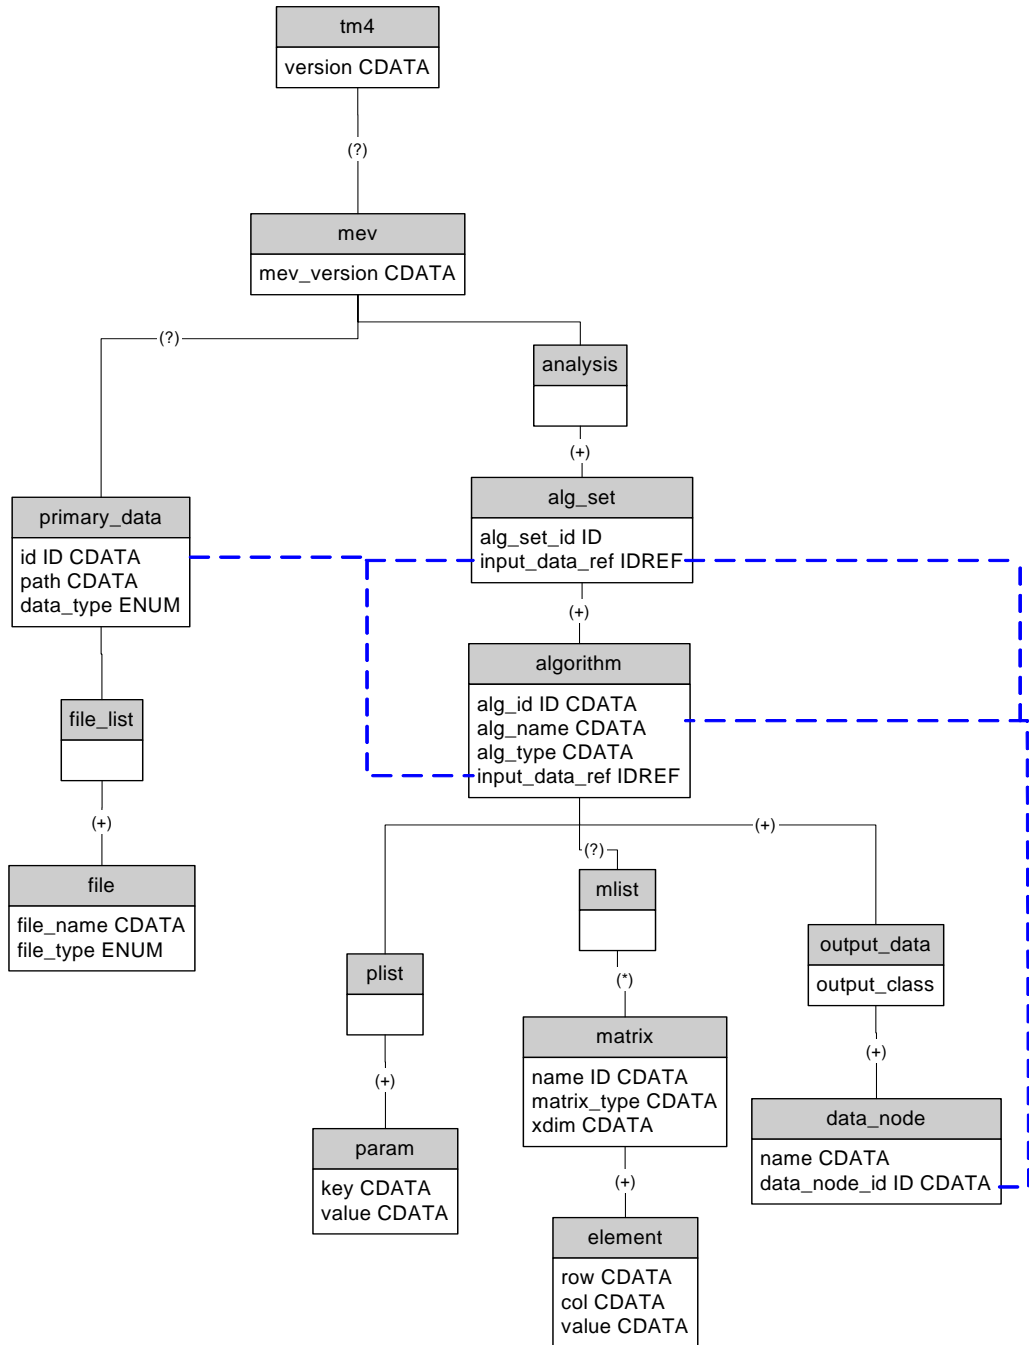 tm4
version CDATA
(?)
mev
mev_version CDATA
(?)
analysis
(+)
primary_data
id ID CDATA
path CDATA
data_type ENUM
alg_set
alg_set_id ID
input_data_ref IDREF
(+)
algorithm
alg_id ID CDATA
alg_name CDATA
alg_type CDATA
input_data_ref IDREF
file_list
(+)
file
file_name CDATA
file_type ENUM
(+)
(?)
mlist
plist
output_data
output_class
(*)
(+)
(+)
matrix
name ID CDATA
matrix_type CDATA
xdim CDATA
param
key CDATA
value CDATA
data_node
name CDATA
data_node_id ID CDATA
(+)
element
row CDATA
col CDATA
value CDATA